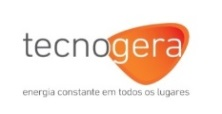 tecnogera
energia constante em todos os lugares